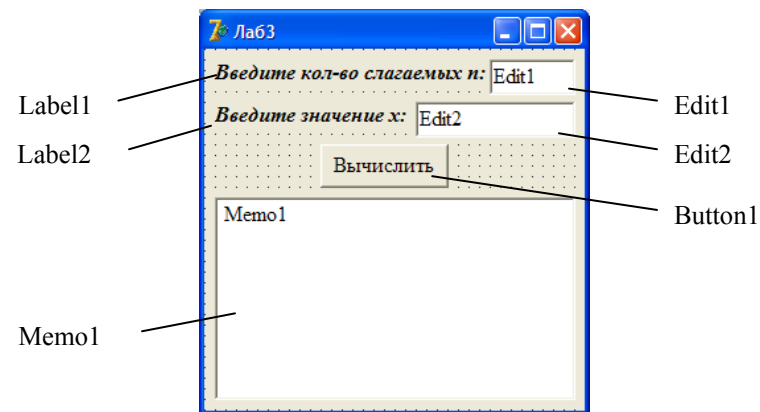 Лаб3
Введите кол-во слагаемых n: Edit1
Label1
Edit1
Введите значение x: Edit2
Label2
Edit2
Вычислить
Button1
Memo1
Memo1